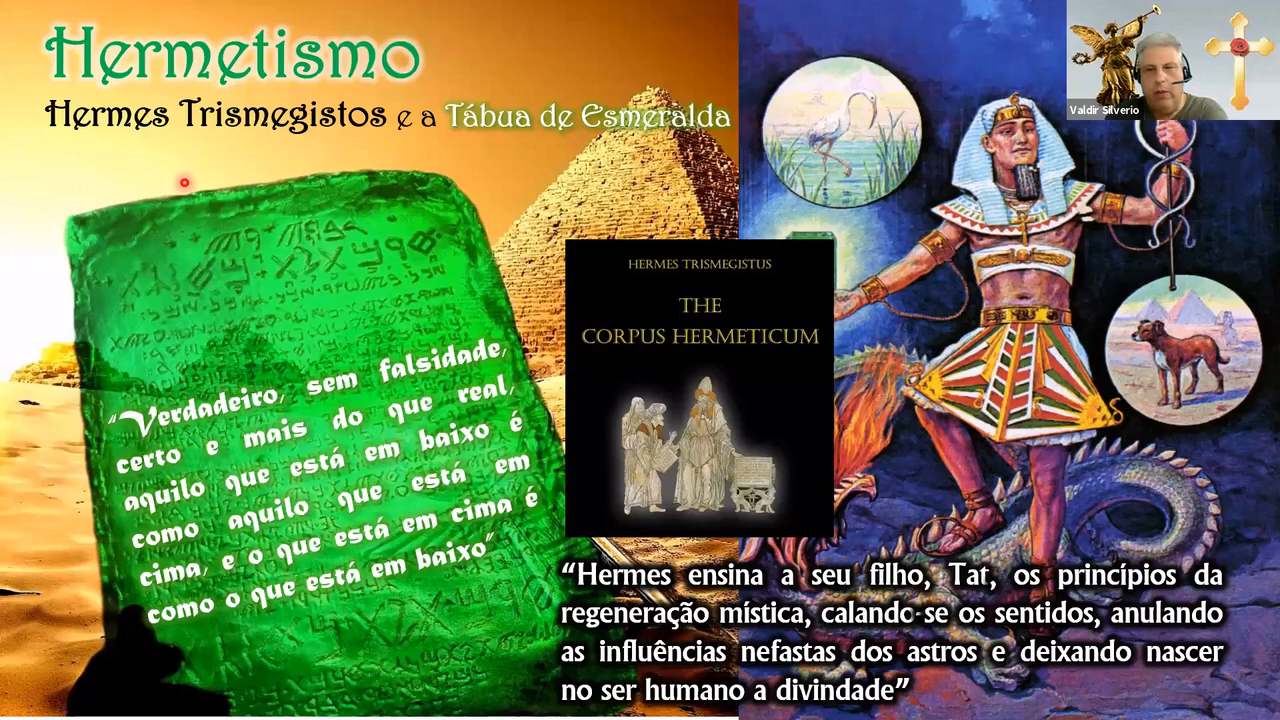 Hermetismo
Hermes Trismegistos e a Tábua de Esmeralda
Valdir Silverio
“Verdadeiro, sem falsidade,
certo e mais do que real,
aquilo que está em baixo é
como aquilo que está em
cima, e o que está em cima é
como o que está em baixo”
HERMES TRISMEGISTUS
THE
CORPUS HERMETICUM
“Hermes ensina a seu filho, Tat, os princípios da
regeneração mística, calando-se os sentidos, anulando
as influências nefastas dos astros e deixando nascer
no ser humano a divindade”